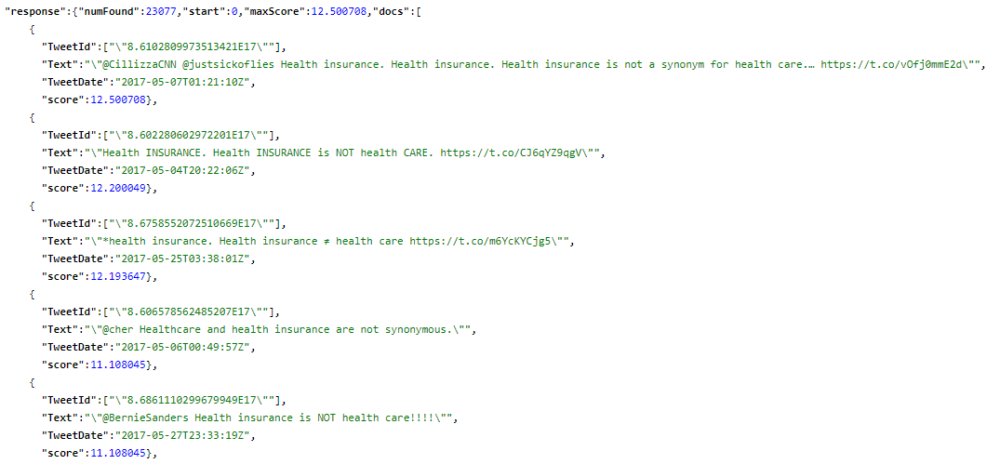 "response":{"numFound":23077,"start":0,"maxScore":12.500708,"docs":[
{
"TweetId":["\"8.6102809973513421E17\""],
"Text":"\"@CillizzaCNN @justsickoflies Health insurance. Health insurance. Health insurance is not a synonym for health care.… https://t.co/vOfj0mmE2d\"",
"TweetDate":"2017-05-07T01:21:10Z",
"score":12.500708},
{
"TweetId":["\"8.602280602972201E17\""],
"Text":"\"Health INSURANCE. Health INSURANCE is NOT health CARE. https://t.co/CJ6qYZ9qgV\"",
"TweetDate":"2017-05-04T20:22:06Z",
"score":12.200049},
{
"TweetId":["\"8.6758552072510669E17\""],
"Text":"\"*health insurance. Health insurance ≠ health care https://t.co/m6YcKYCjg5\"",
"TweetDate":"2017-05-25T03:38:01Z",
"score":12.193647},
{
"TweetId":["\"8.606578562485207E17\""],
"Text":"\"@cher Healthcare and health insurance are not synonymous.\"",
"TweetDate":"2017-05-06T00:49:57Z",
"score":11.108045},
{
"TweetId":["\"8.6861110299679949E17\""],
"Text":"\"@BernieSanders Health insurance is NOT health care!!!!\"",
"TweetDate":"2017-05-27T23:33:19Z",
"score":11.108045},